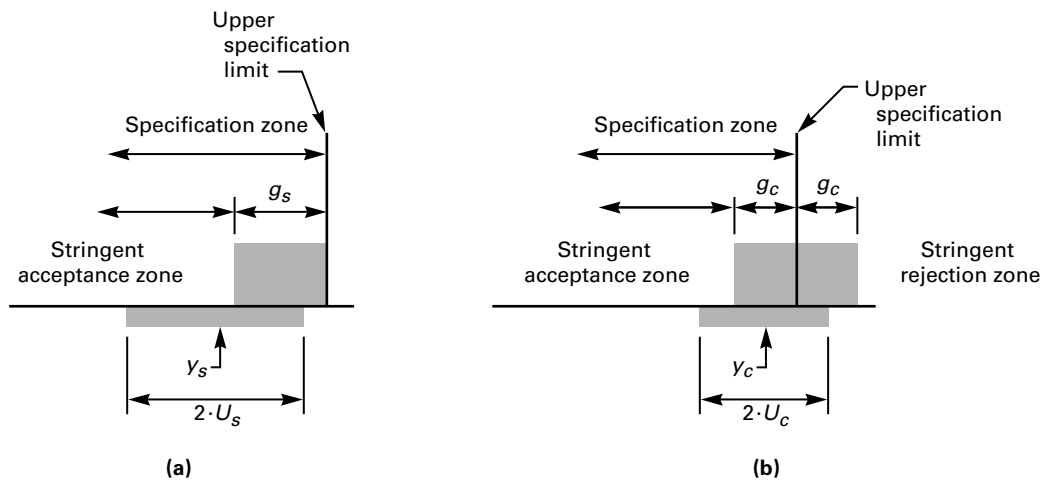 Upper
specification
limit
Specification zone
g_s
Stringent
acceptance zone
y_s
2·U_s
(a)
Upper
specification
limit
Specification zone
g_c
g_c
Stringent
acceptance zone
Stringent
rejection zone
y_c
2·U_c
(b)